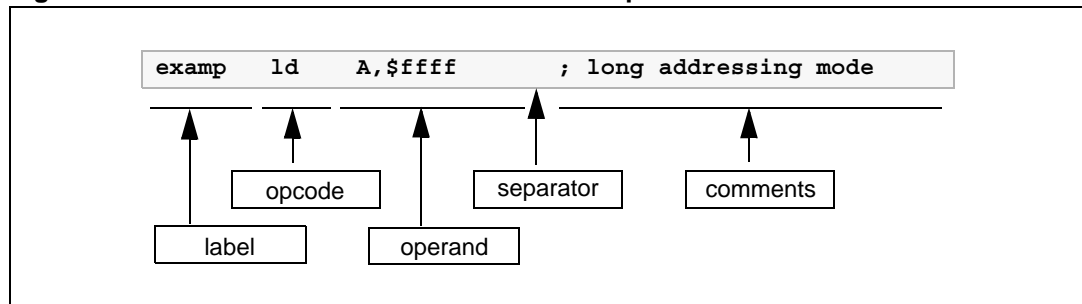 examp ld A,$ffff ; long addressing mode
opcode
separator
comments
label
operand